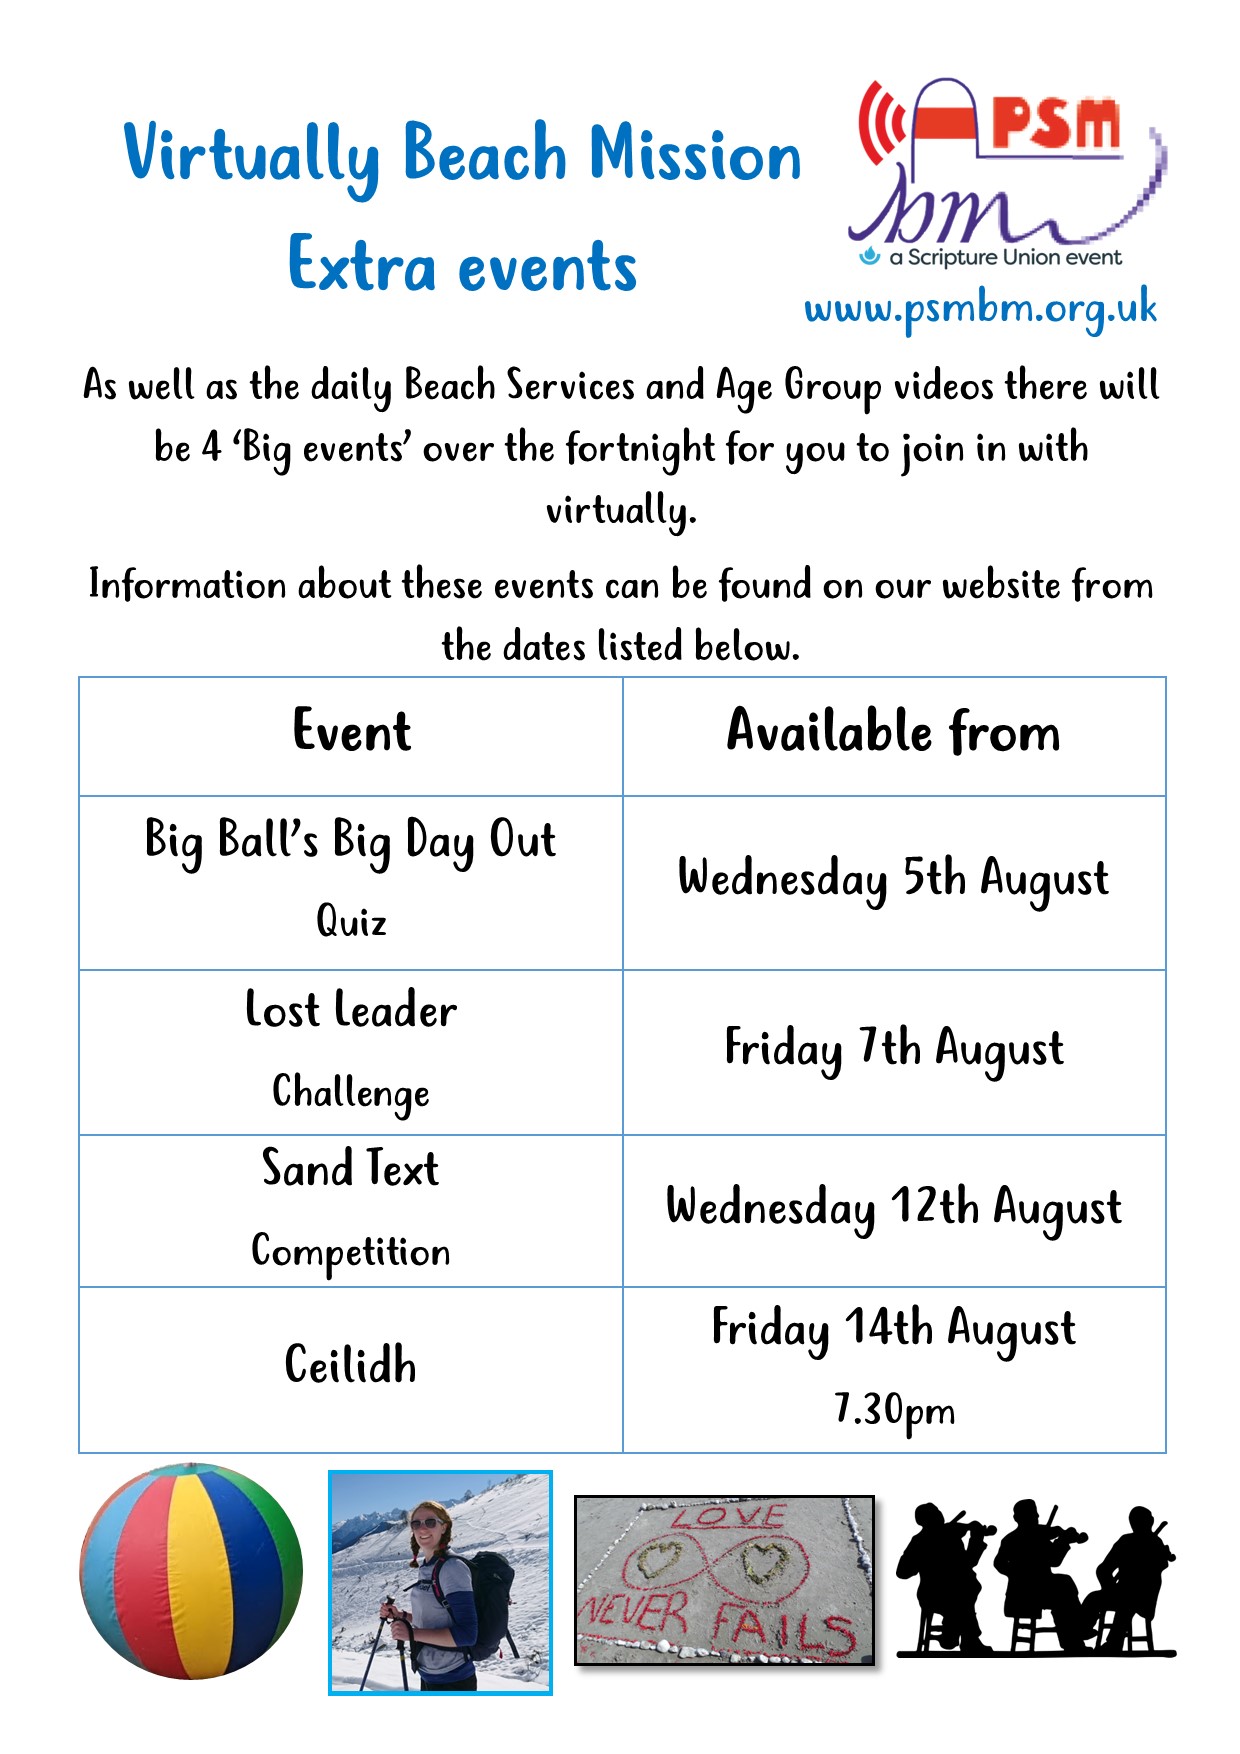 Virtually Beach Mission
Extra events
PSM
bm
a Scripture Union event
www.psmbm.org.uk
As well as the daily Beach Services and Age Group videos there will
be 4 ‘Big events’ over the fortnight for you to join in with
virtually.
Information about these events can be found on our website from
the dates listed below.
Event
Available from
Big Ball’s Big Day Out
Quiz
Wednesday 5th August
Lost Leader
Challenge
Friday 7th August
Sand Text
Competition
Wednesday 12th August
Ceilidh
Friday 14th August
7.30pm
LOVE
NEVER FAILS